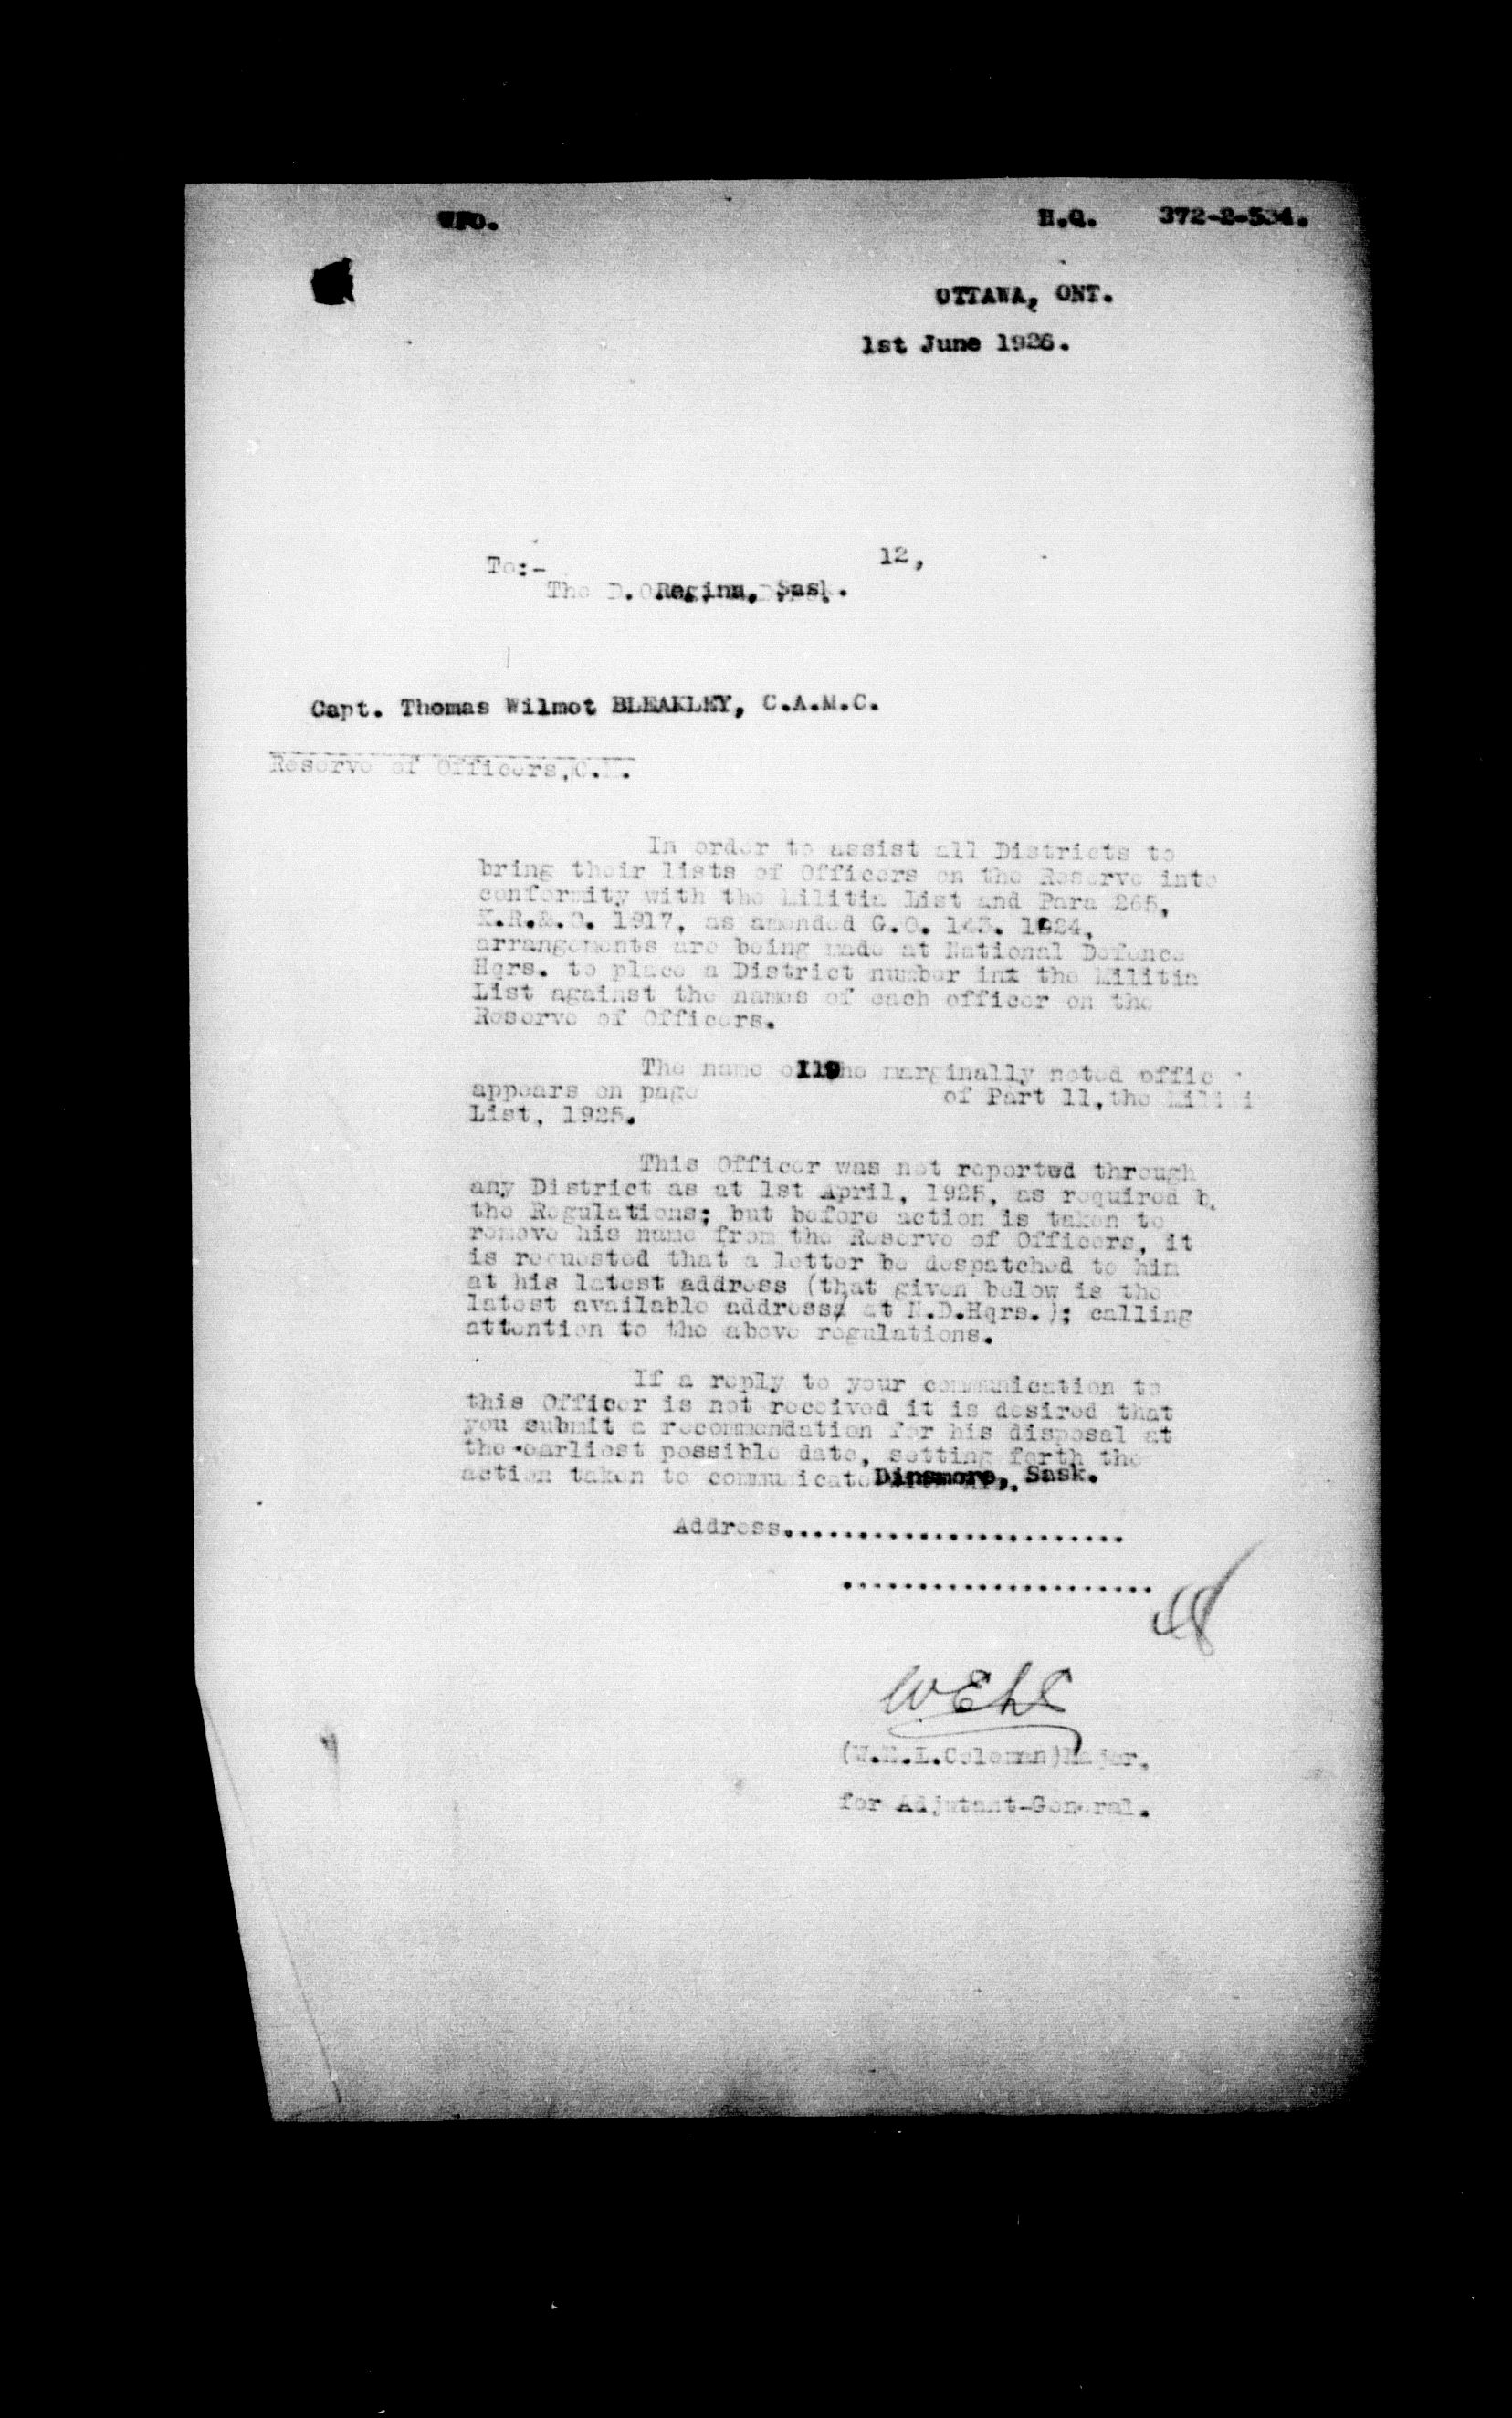 H.Q. 372-2-534.
OTTAWA, ONT.
1st June 1926.
To:-
12,
The D.O. Regina, Sask.
Capt. Thomas Wilmot BLEAKLEY, C.A.M.C.
Reserve of Officers, C.M.
In order to assist all Districts to
bring their lists of Officers on the Reserve into
conformity with the Militia List and Para 265,
K.R.&.O. 1917, as amended G.O. 143. 1924,
arrangements are being made at National Defence
Hqrs. to place a District number inx the Militia
List against the names of each officer on the
Reserve of Officers.
The name of 119 the marginally noted offic
appears on page of Part 11, the Militi
List, 1925.
This Officer was not reported through
any District as at 1st April, 1925, as required b
the Regulations; but before action is taken to
remove his name from the Reserve of Officers, it
is requested that a letter be despatched to him
at his latest address (that given below is the
latest available address/ at N.D.Hqrs.); calling
attention to the above regulations.
If a reply to your communication to
this Officer is not received it is desired that
you submit a recommendation for his disposal at
the earliest possible date, setting forth the
action taken to communicate Dinsmore, Sask.
Address........................
.....................
WELC
(W.E.L.Coleman)Major,
for Adjutant-General.